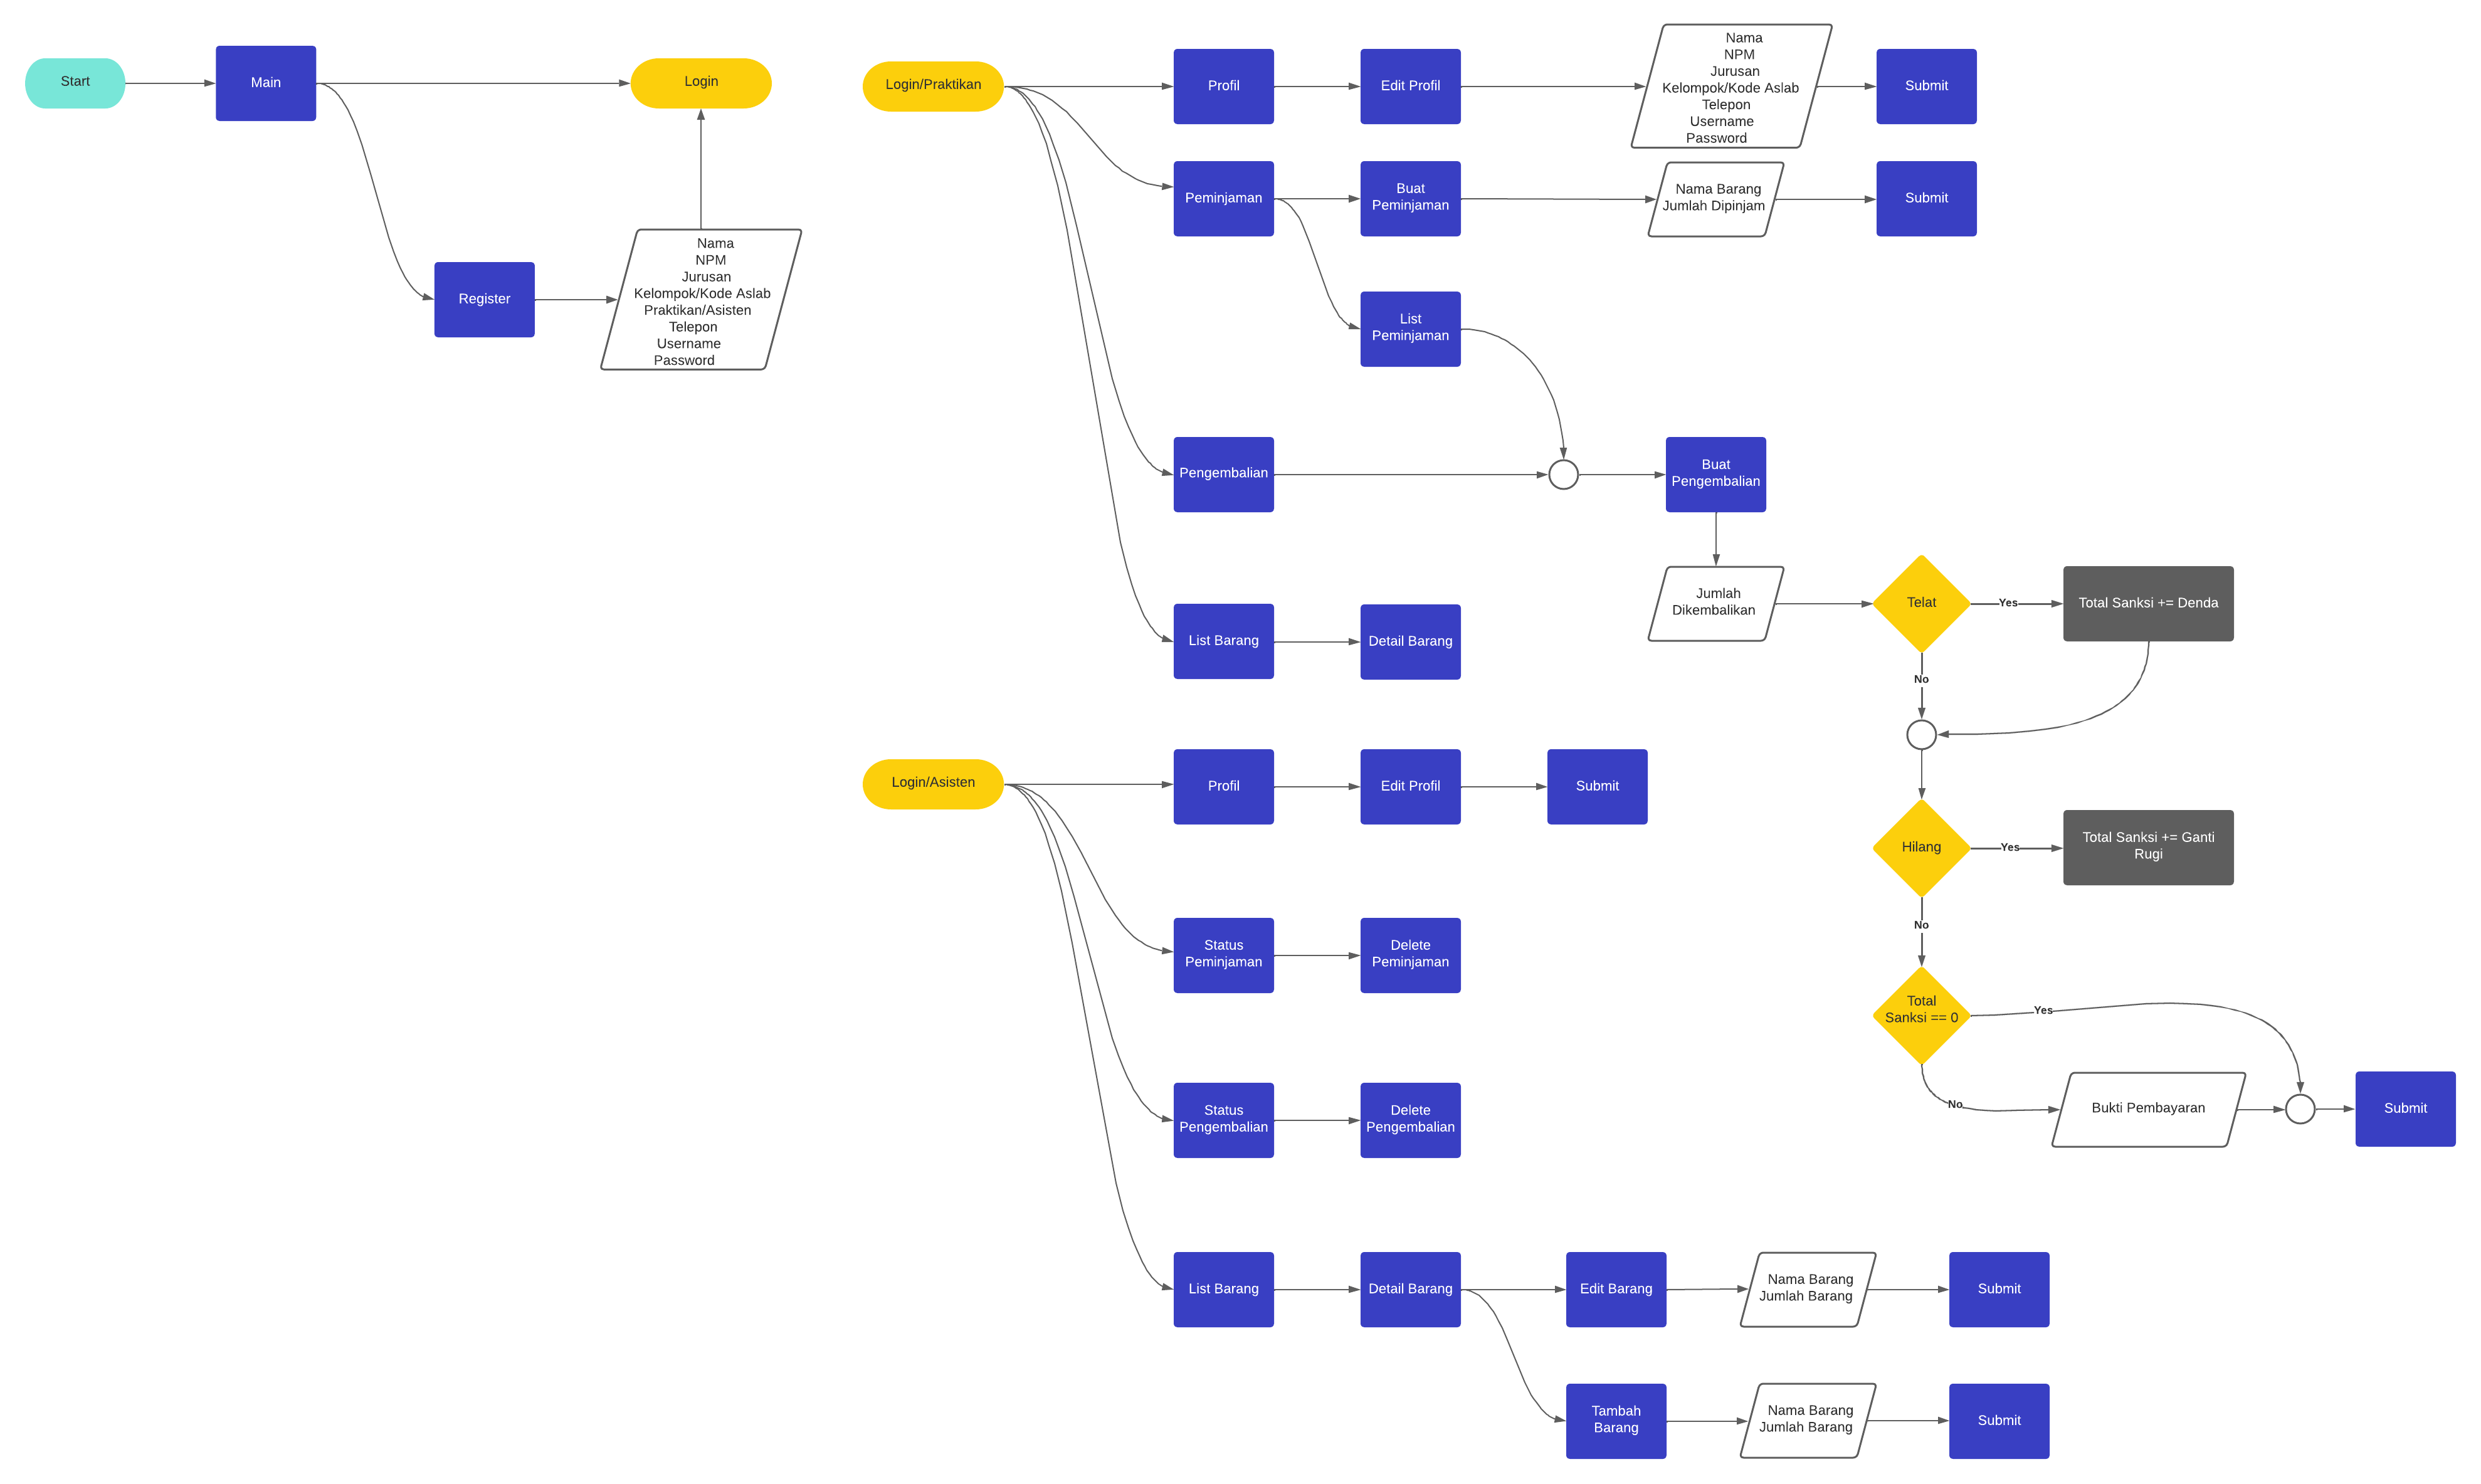 Start
Main
Login
Register
Nama
NPM
Jurusan
Kelompok/Kode Aslab
Praktikan/Asisten
Telepon
Username
Password
Login/Praktikan
Profil
Edit Profil
Nama
NPM
Jurusan
Kelompok/Kode Aslab
Telepon
Username
Password
Submit
Peminjaman
Buat
Peminjaman
Nama Barang
Jumlah Dipinjam
Submit
List
Peminjaman
Pengembalian
Buat
Pengembalian
Jumlah
Dikembalikan
Telat
Yes
Total Sanksi += Denda
No
List Barang
Detail Barang
Hilang
Yes
Total Sanksi += Ganti
Rugi
No
Total
Sanksi == 0
Yes
No
Bukti Pembayaran
Submit
Login/Asisten
Profil
Edit Profil
Submit
Status
Peminjaman
Delete
Peminjaman
Status
Pengembalian
Delete
Pengembalian
List Barang
Detail Barang
Edit Barang
Nama Barang
Jumlah Barang
Submit
Tambah
Barang
Nama Barang
Jumlah Barang
Submit